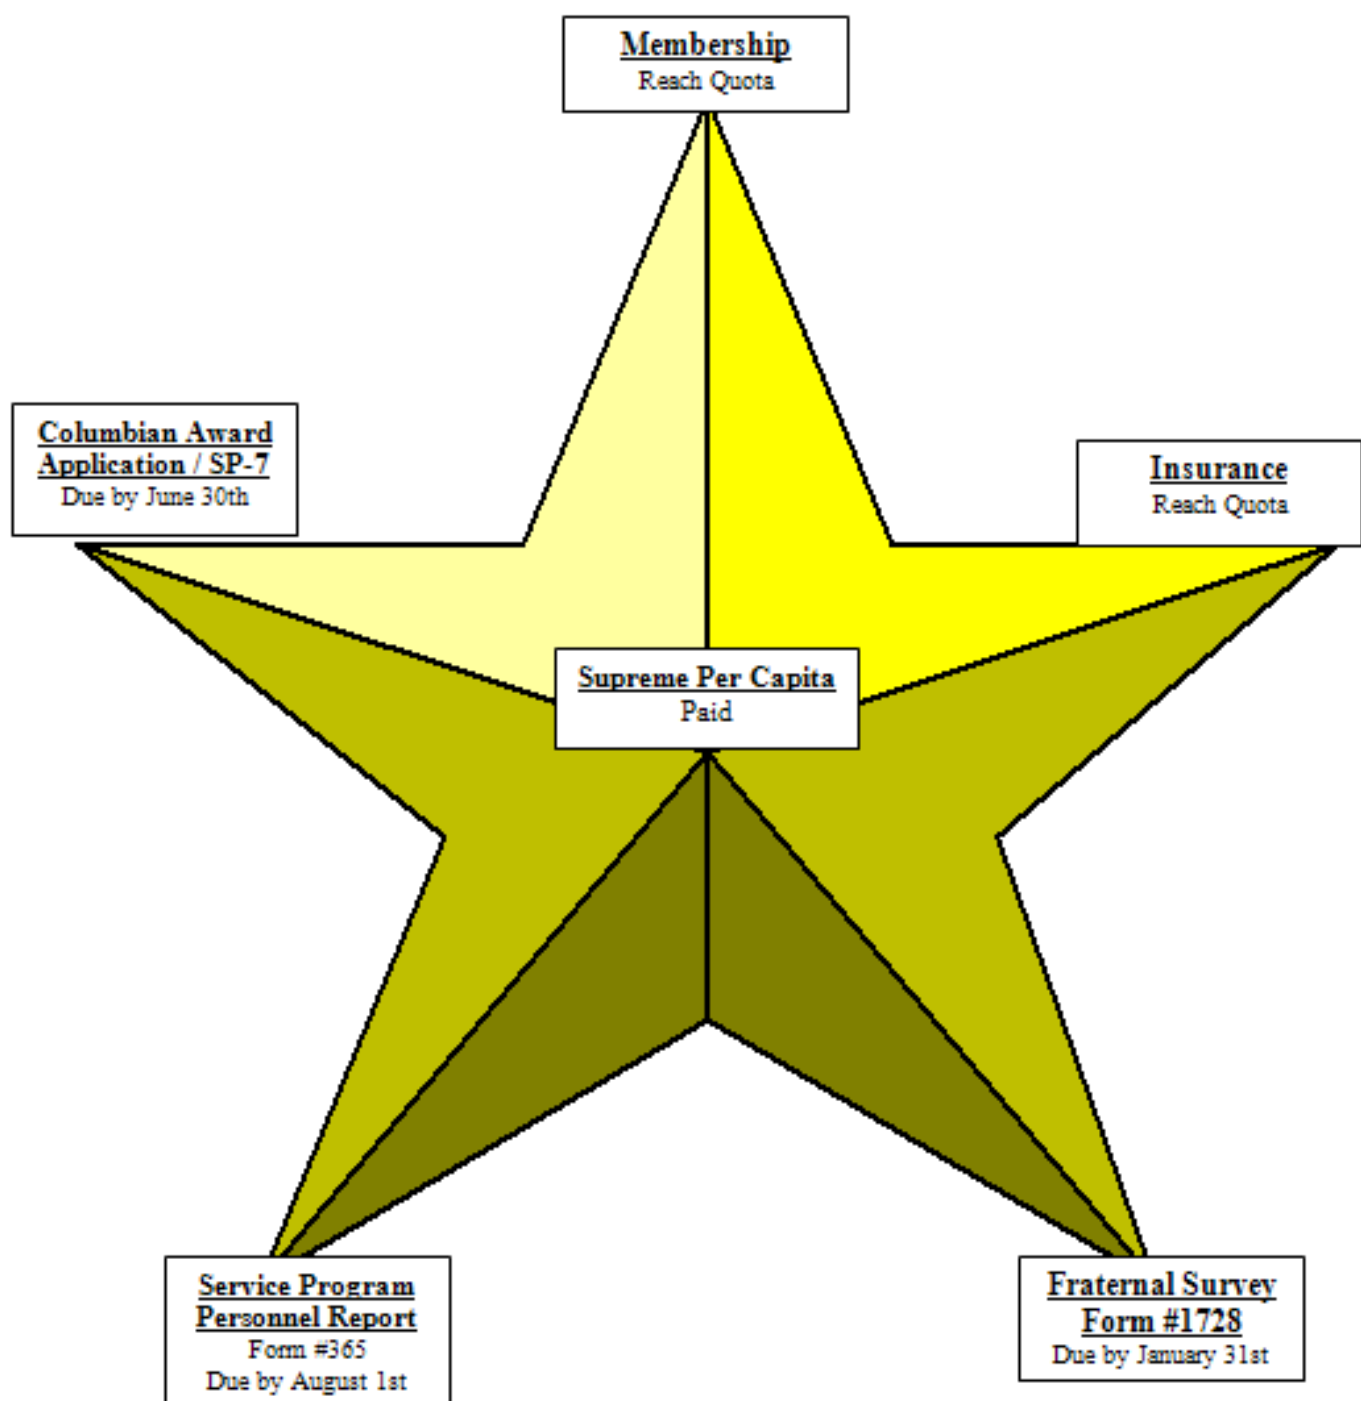 Membership
Reach Quota
Columbian Award
Application / SP-7
Due by June 30th
Insurance
Reach Quota
Supreme Per Capita
Paid
Service Program
Personnel Report
Form #365
Due by August 1st
Fraternal Survey
Form #1728
Due by January 31st